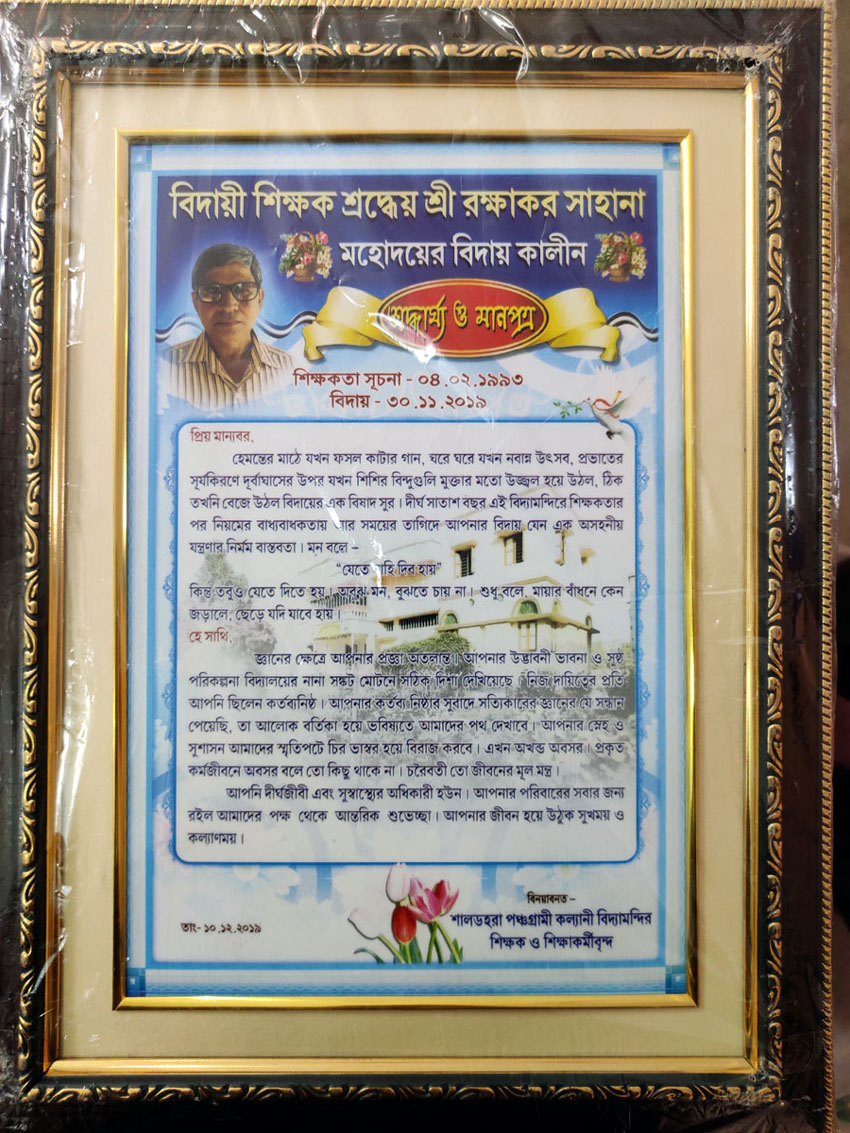 বিদায়ী শিক্ষক শ্রদ্ধেয় শ্রী রক্ষাকর সাহানা
মহোদয়ের বিদায় কালীন
শ্রদ্ধার্ঘ্য ও মানপত্র
শিক্ষকতা সূচনা - ০৪.০২.১৯৯৩
বিদায় - ৩০.১১.২০১৯
প্রিয় মান্যবর,
হেমন্তের মাঠে যখন ফসল কাটার গান, ঘরে ঘরে যখন নবান্ন উৎসব, প্রভাতের
সূর্যকিরণে দূর্বাঘাসের উপর যখন শিশির বিন্দুগুলি মুক্তার মতো উজ্জ্বল হয়ে উঠল, ঠিক
তখনি বেজে উঠল বিদায়ের এক বিষাদ সুর। দীর্ঘ সাতাশ বছর এই বিদ্যামন্দিরে শিক্ষকতার
পর নিয়মের বাধ্যবাধকতায় আর সময়ের তাগিদে আপনার বিদায় যেন এক অসহনীয়
যন্ত্রণার নির্মম বাস্তবতা। মন বলে –
“যেতে নাহি দিব হায়”
কিন্তু তবুও যেতে দিতে হয়। অবুঝ মন, বুঝতে চায় না। শুধু বলে, মায়ার বাঁধনে কেন
জড়ালে, ছেড়ে যদি যাবে হায়।
হে সাথি,
জ্ঞানের ক্ষেত্রে আপনার প্রজ্ঞা অতলান্ত। আপনার উদ্ভাবনী ভাবনা ও সুষ্ঠ
পরিকল্পনা বিদ্যালয়ের নানা সঙ্কট মোচনে সঠিক দিশা দেখিয়েছে। নিজ দায়িত্বের প্রতি
আপনি ছিলেন কর্তব্যনিষ্ঠ। আপনার কর্তব্য নিষ্ঠার সুবাদে সত্যিকারের জ্ঞানের যে সন্ধান
পেয়েছি, তা আলোক বর্তিকা হয়ে ভবিষ্যতে আমাদের পথ দেখাবে। আপনার স্নেহ ও
সুশাসন আমাদের স্মৃতিপটে চির ভাস্বর হয়ে বিরাজ করবে। এখন অখন্ড অবসর। প্রকৃত
কর্মজীবনে অবসর বলে তো কিছু থাকে না। চরৈবতী তো জীবনের মূল মন্ত্র।
আপনি দীর্ঘজীবী এবং সুস্বাস্থ্যের অধিকারী হউন। আপনার পরিবারের সবার জন্য
রইল আমাদের পক্ষ থেকে আন্তরিক শুভেচ্ছা। আপনার জীবন হয়ে উঠুক সুখময় ও
কল্যাণময়।
বিনয়াবনত –
তাং- ১০.১২.২০১৯
শালডহরা পঞ্চগ্রামী কল্যানী বিদ্যামন্দির
শিক্ষক ও শিক্ষাকর্মীবৃন্দ